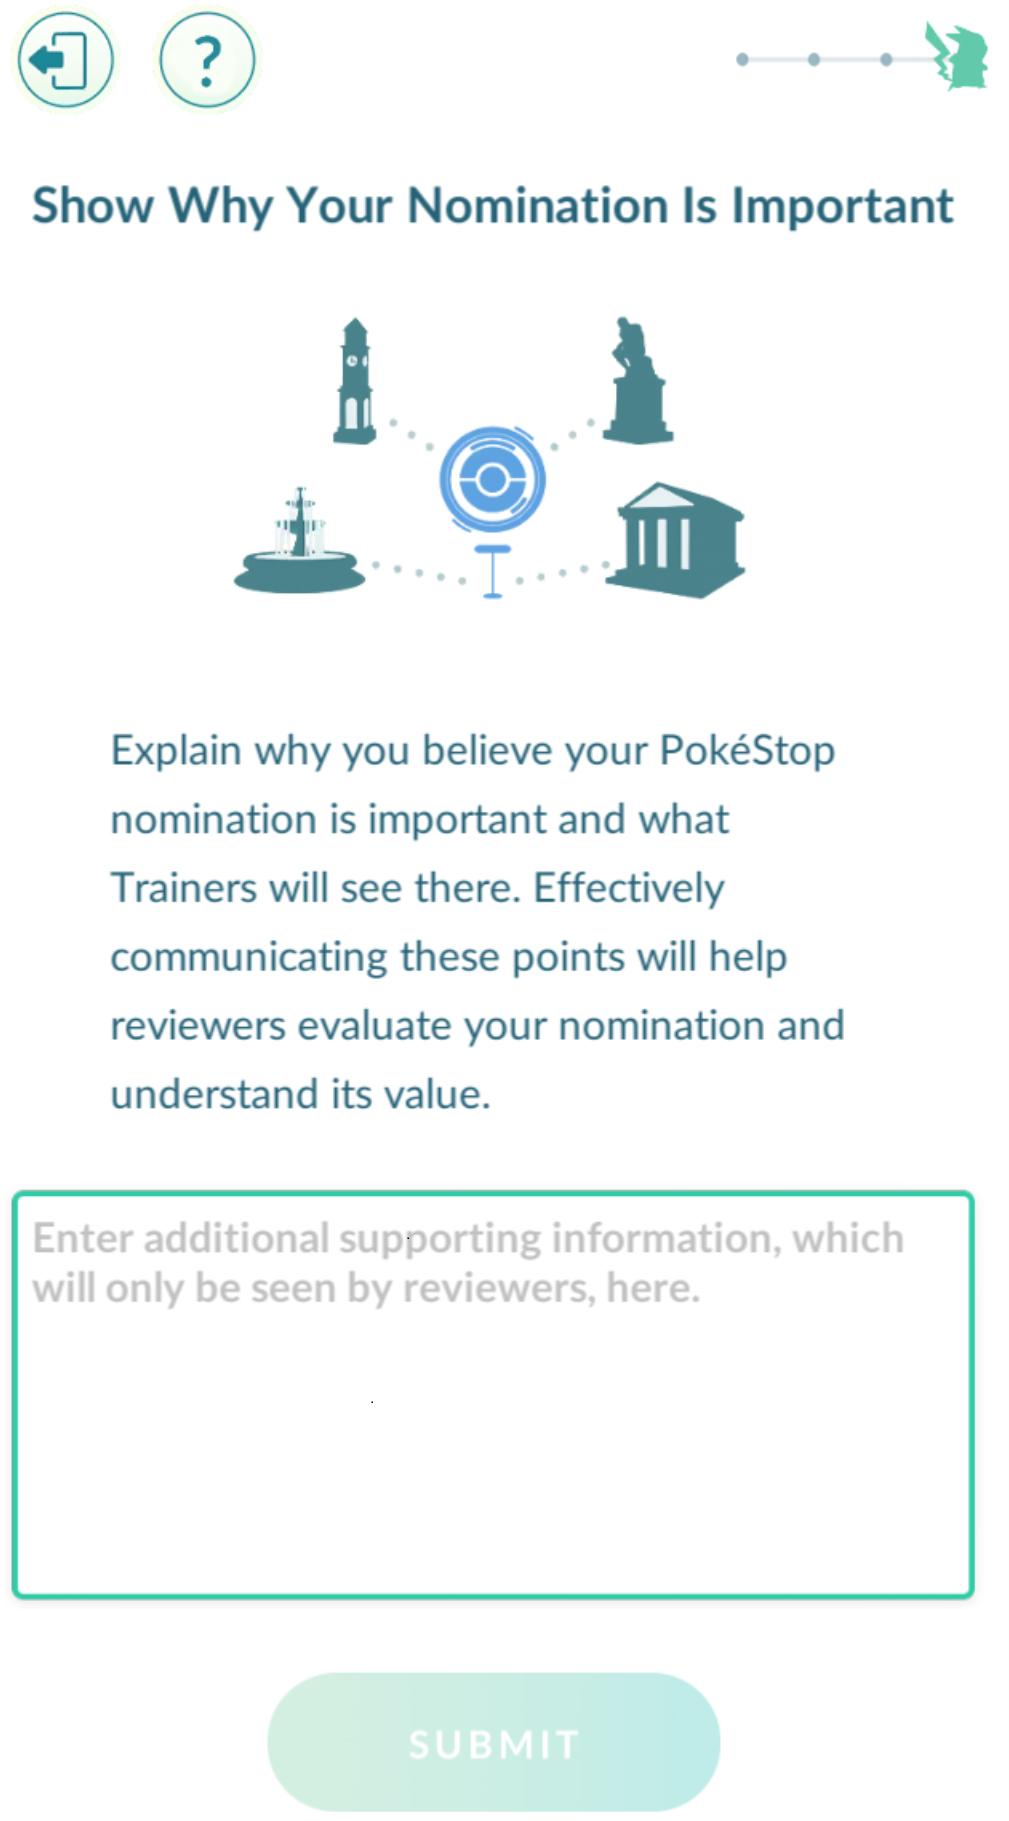 ?
Show Why Your Nomination Is Important
Explain why you believe your PokéStop
nomination is important and what
Trainers will see there. Effectively
communicating these points will help
reviewers evaluate your nomination and
understand its value.
Enter additional supporting information, which
will only be seen by reviewers, here.
SUBMIT